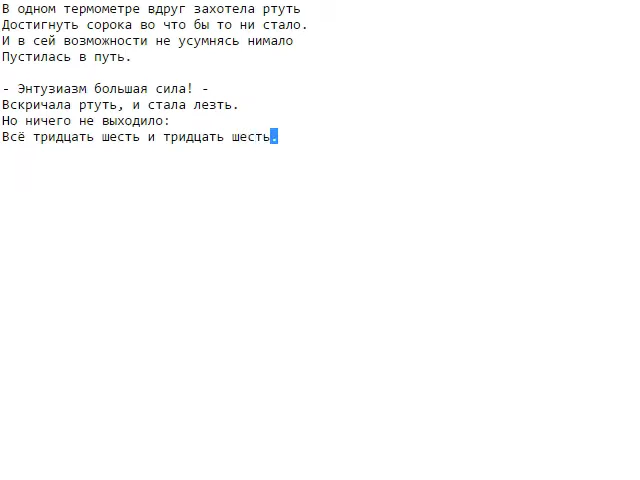 В одном термометре вдруг захотела ртуть
Достигнуть сорока во что бы то ни стало.
И в сей возможности не усумнясь нимало
Пустилась в путь.

- Энтузиазм большая сила! -
Вскричала ртуть, и стала лезть.
Но ничего не выходило:
Всё тридцать шесть и тридцать шесть.